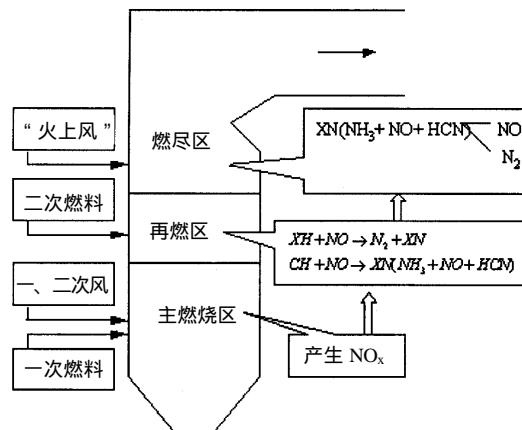 “火上风”
二次燃料
一、二次风
一次燃料
燃尽区
再燃区
主燃烧区
XN(NH₃+NO+HCN)
NO
N₂
XH+NO→N₂+XN
CH+NO→XN(NH₃+NO+HCN)
产生 NOₓ